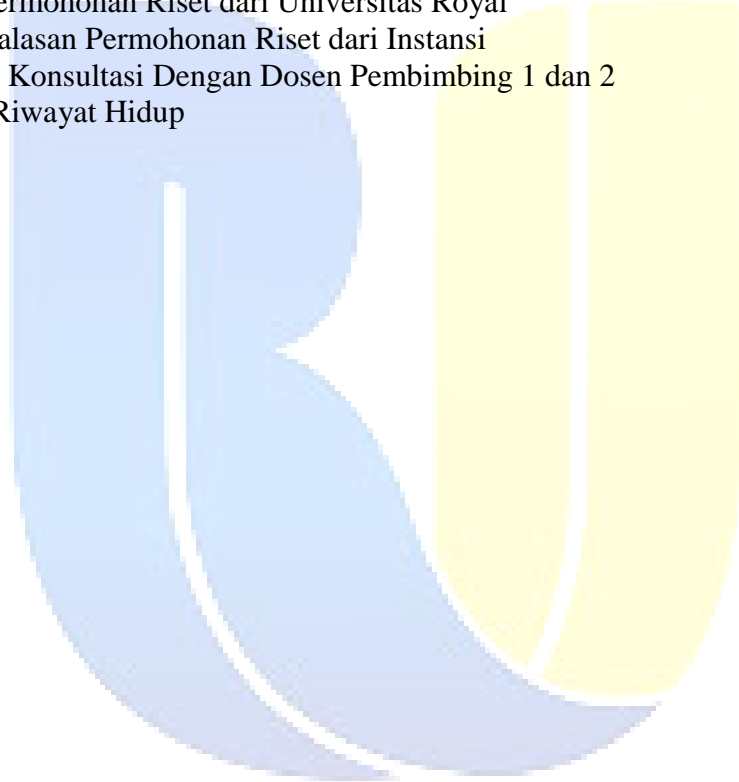 ermohonan Riset dari Universitas Royal
alasan Permohonan Riset dari Instansi
Konsultasi Dengan Dosen Pembimbing 1 dan 2
Riwayat Hidup